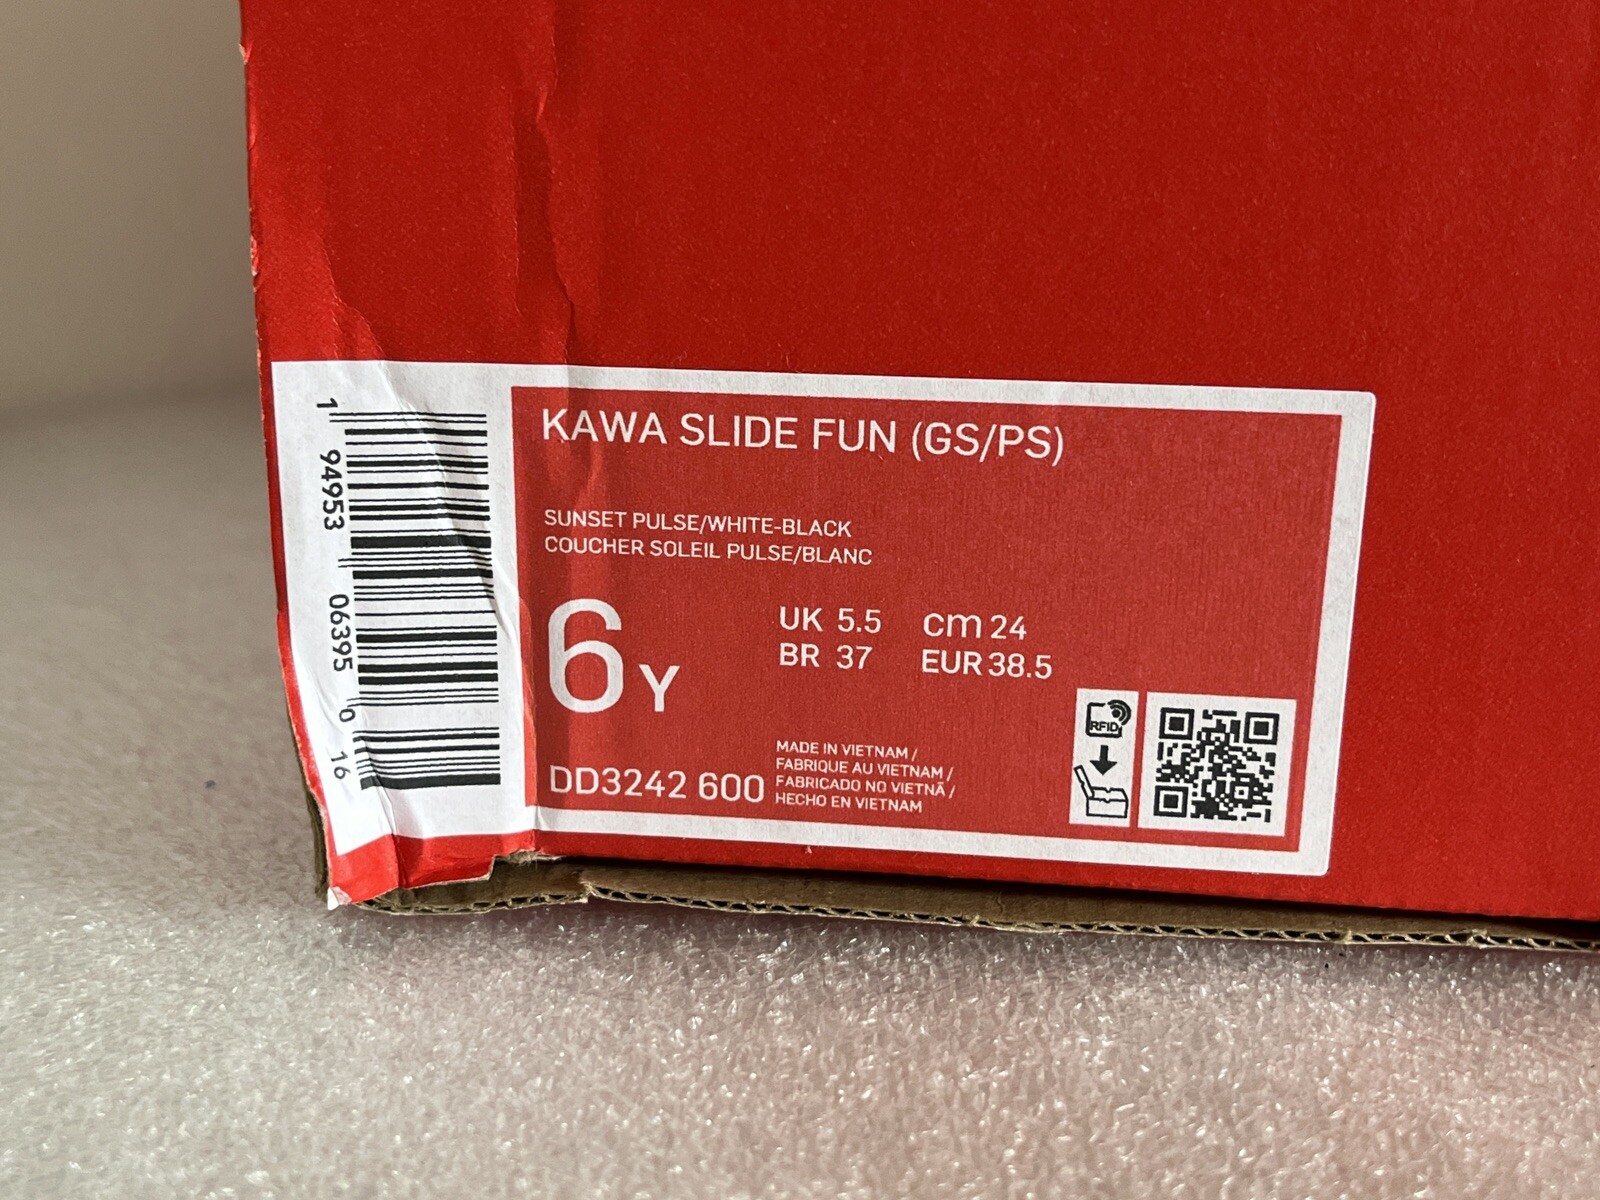 KAWA SLIDE FUN (GS/PS)
SUNSET PULSE/WHITE-BLACK
COUCHER SOLEIL PULSE/BLANC
6Y
UK 5.5 cm 24
BR 37 EUR 38.5
DD3242 600
MADE IN VIETNAM /
FABRIQUE AU VIETNAM /
FABRICADO NO VIETNÃ /
HECHO EN VIETNAM
RFID
1 94953 06395 0 16